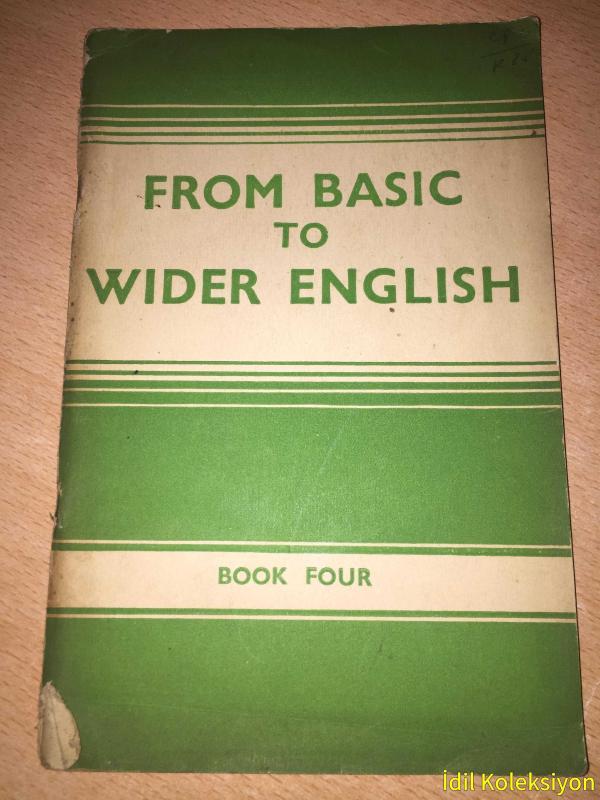 FROM BASIC
TO
WIDER ENGLISH
BOOK FOUR
İdil Koleksiyon